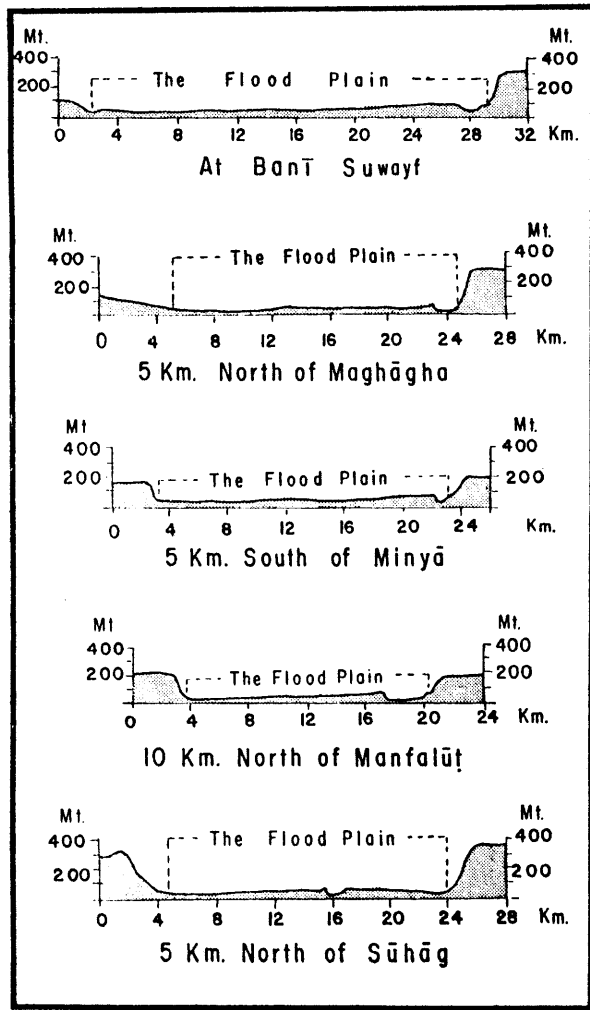 Mt. Mt.
400 400
200 The Flood Plain 200
0 4 8 12 16 20 24 28 32 Km.
At Banī Suwayf
Mt. Mt.
400 The Flood Plain 400
200 200
0 4 8 12 16 20 24 28 Km.
5 Km. North of Maghāgha
Mt Mt.
400 400
200 The Flood Plain 200
0 4 8 12 16 20 24 Km.
5 Km. South of Minyā
Mt Mt.
400 400
200 The Flood Plain 200
0 4 8 12 16 20 24 Km.
10 Km. North of Manfalūṭ
Mt. Mt.
400 The Flood Plain 400
200 200
0 4 8 12 16 20 24 28 Km.
5 Km. North of Sūhāg